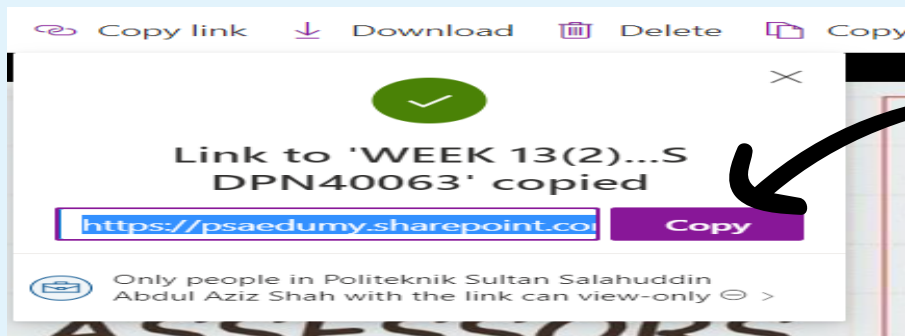 Copy link Download Delete Copy
Link to 'WEEK 13(2)...S
DPN40063' copied
https://psaedumy.sharepoint.co
Copy
Only people in Politeknik Sultan Salahuddin
Abdul Aziz Shah with the link can view-only >
ASSESSORS